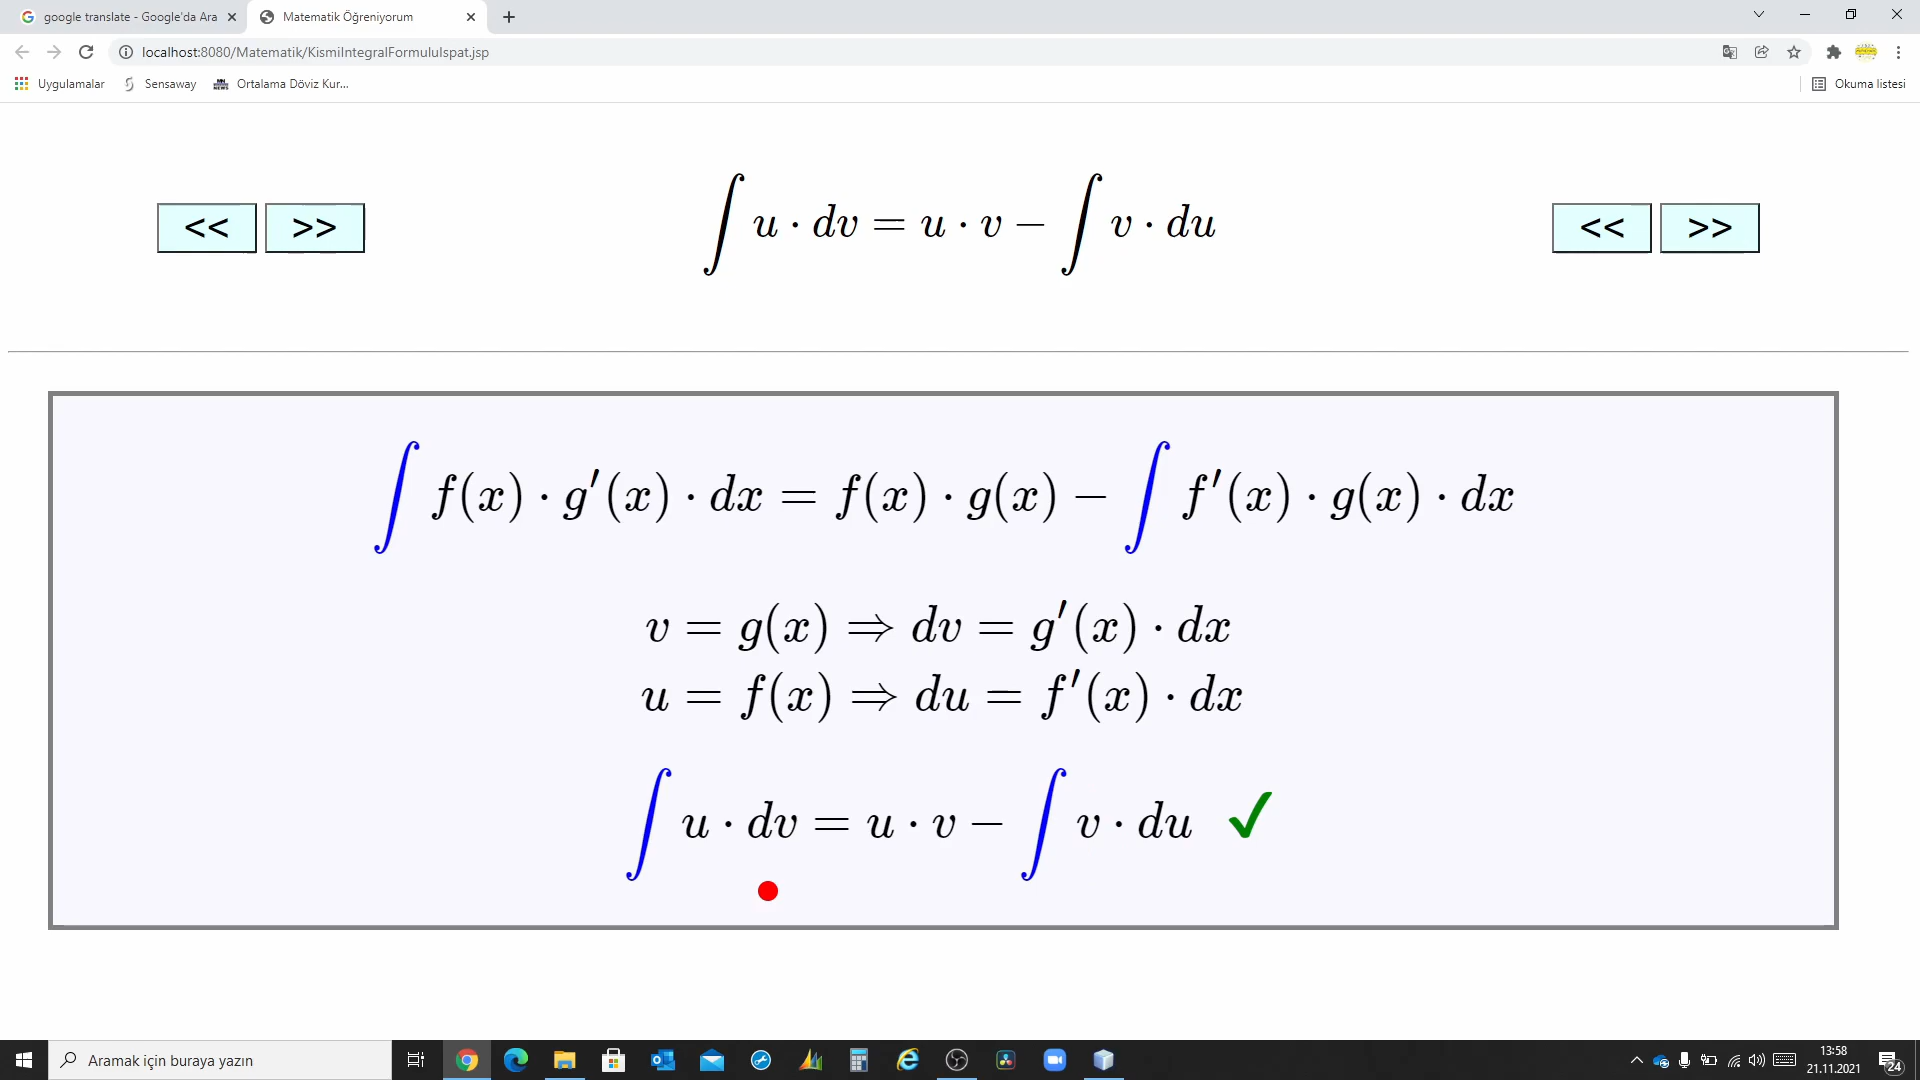 google translate - Google'da Ara
Matematik Öğreniyorum
localhost:8080/Matematik/KismiIntegralFormuluIspat.jsp
Uygulamalar
Sensaway
Ortalama Döviz Kur...
Okuma listesi
<< >>
∫ u · dv = u · v − ∫ v · du
<< >>
∫ f(x) · g′(x) · dx = f(x) · g(x) − ∫ f′(x) · g(x) · dx
v = g(x) ⇒ dv = g′(x) · dx
u = f(x) ⇒ du = f′(x) · dx
∫ u · dv = u · v − ∫ v · du ✓
Aramak için buraya yazın
13:58
21.11.2021
24